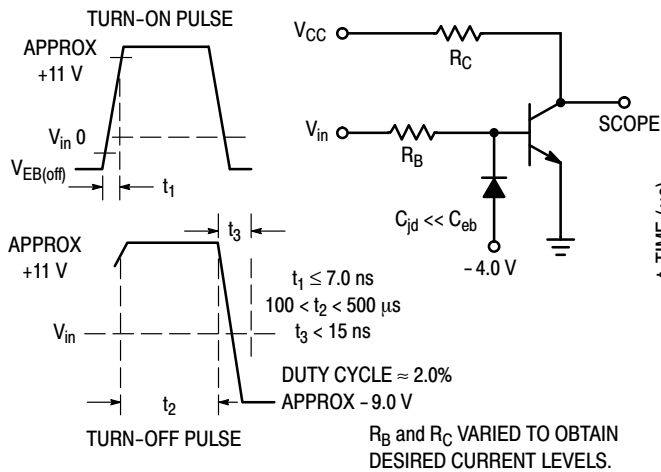 TURN-ON PULSE
APPROX
+11 V
V_in 0
V_EB(off)
t_1
V_CC
R_C
V_in
R_B
SCOPE
C_jd << C_eb
- 4.0 V
t_3
APPROX
+11 V
t_1 ≤ 7.0 ns
100 < t_2 < 500 μs
t_3 < 15 ns
V_in
DUTY CYCLE ≈ 2.0%
t_2
APPROX - 9.0 V
TURN-OFF PULSE
R_B and R_C VARIED TO OBTAIN
DESIRED CURRENT LEVELS.